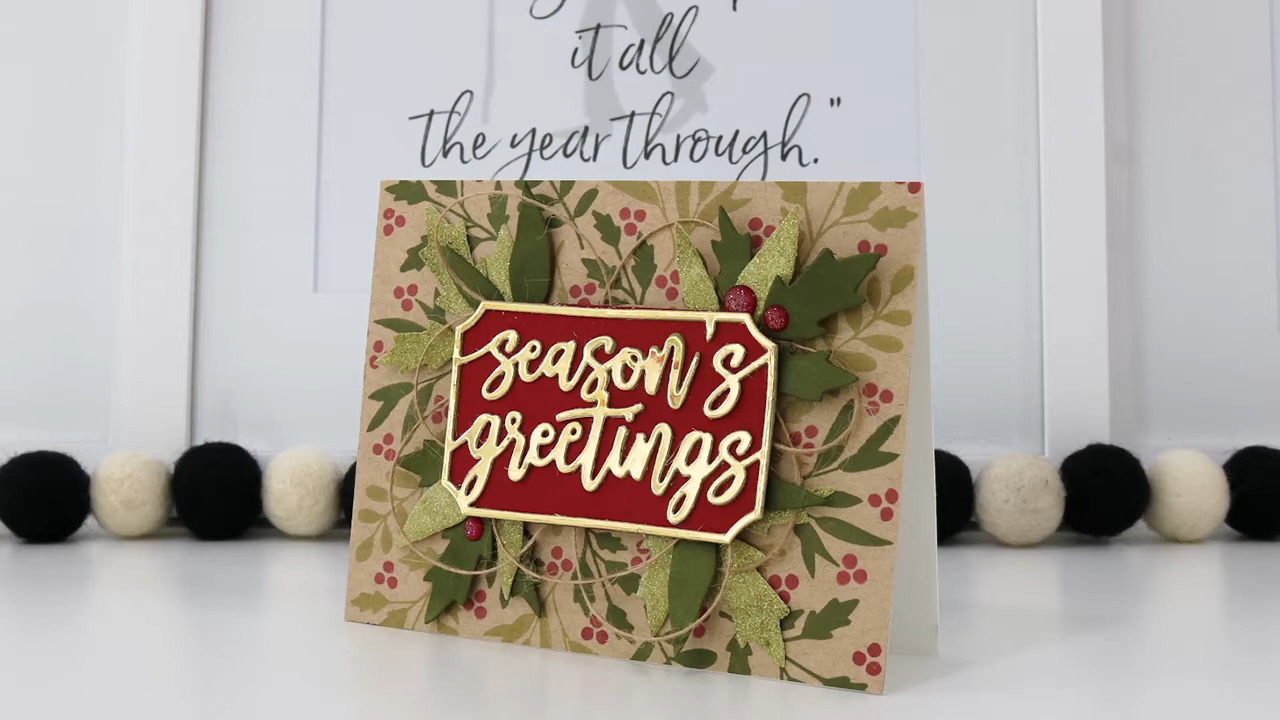 it all
the year through."
season's
greetings